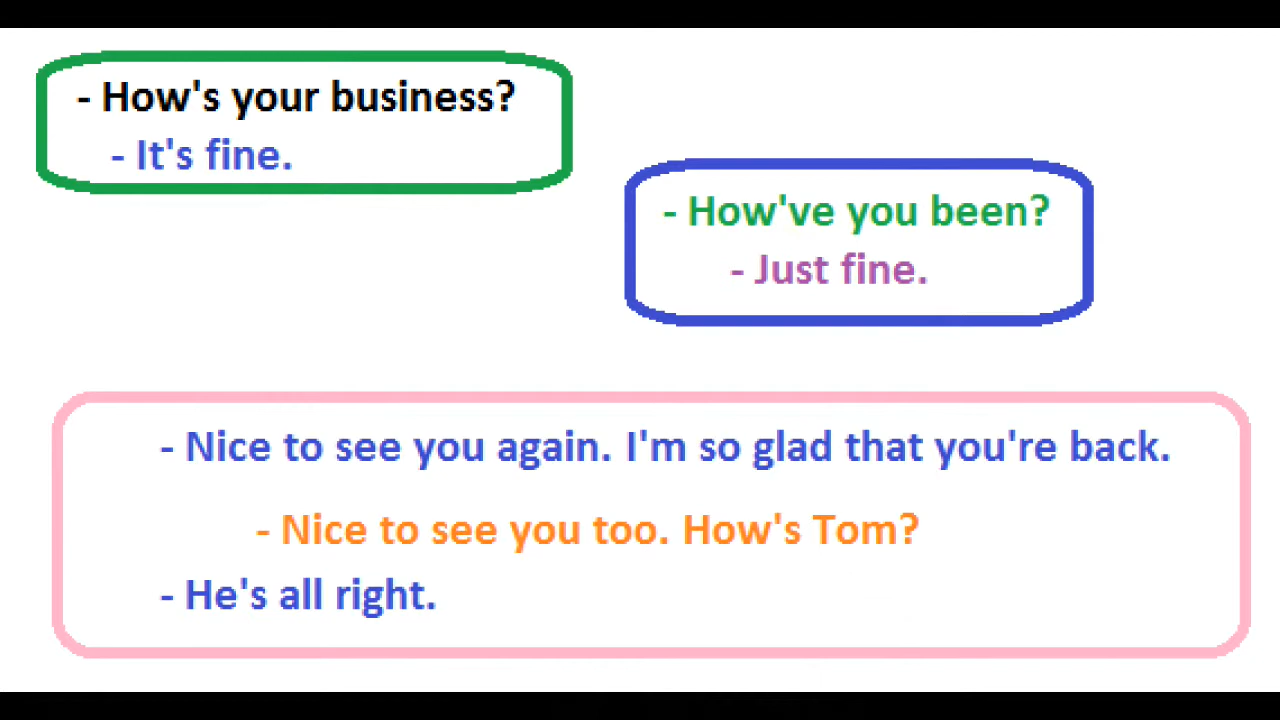 - How's your business?
- It's fine.
- How've you been?
- Just fine.
- Nice to see you again. I'm so glad that you're back.
- Nice to see you too. How's Tom?
- He's all right.